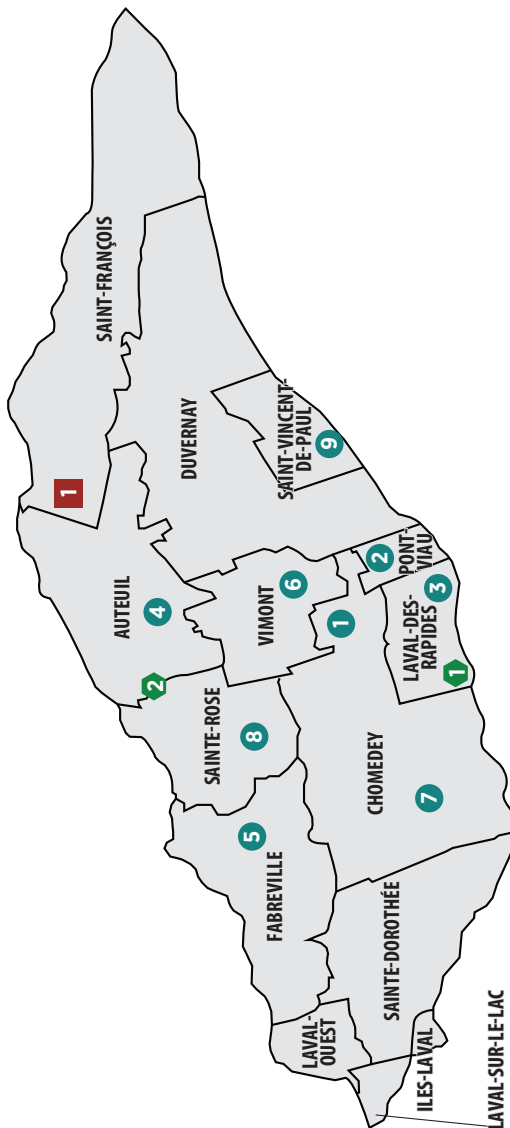 SAINT-FRANÇOIS
1
DUVERNAY
SAINT-VINCENT-
DE-PAUL
9
AUTEUIL
4
2
VIMONT
6
1
2
PONT-
VIAU
LAVAL-DES-
RAPIDES
3
1
SAINTE-ROSE
8
CHOMEDEY
7
5
FABREVILLE
SAINTE-DOROTHÉE
LAVAL-
OUEST
ILES-LAVAL
LAVAL-SUR-LE-LAC